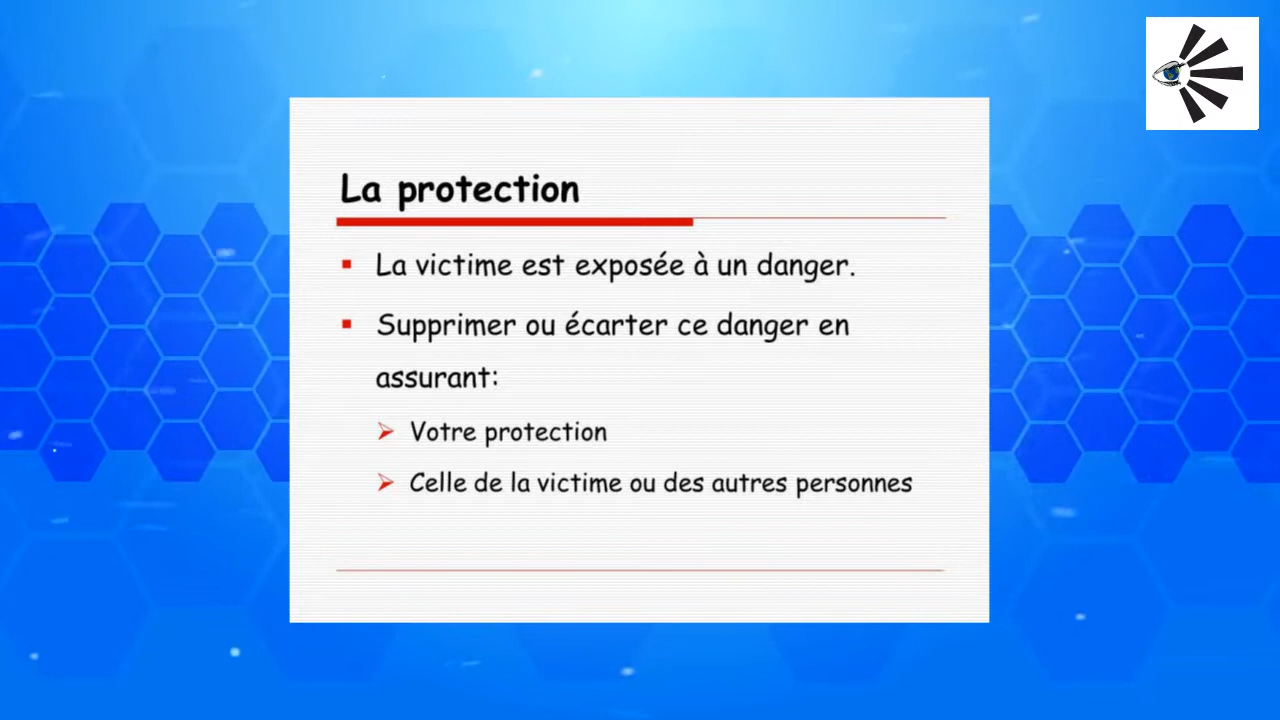 La protection
La victime est exposée à un danger.
Supprimer ou écarter ce danger en
assurant:
Votre protection
Celle de la victime ou des autres personnes